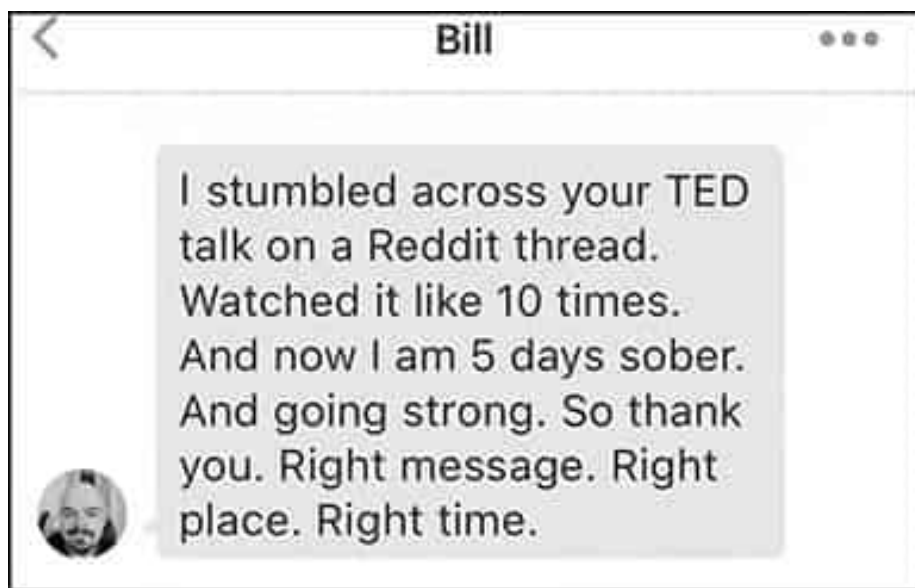 Bill
I stumbled across your TED
talk on a Reddit thread.
Watched it like 10 times.
And now I am 5 days sober.
And going strong. So thank
you. Right message. Right
place. Right time.